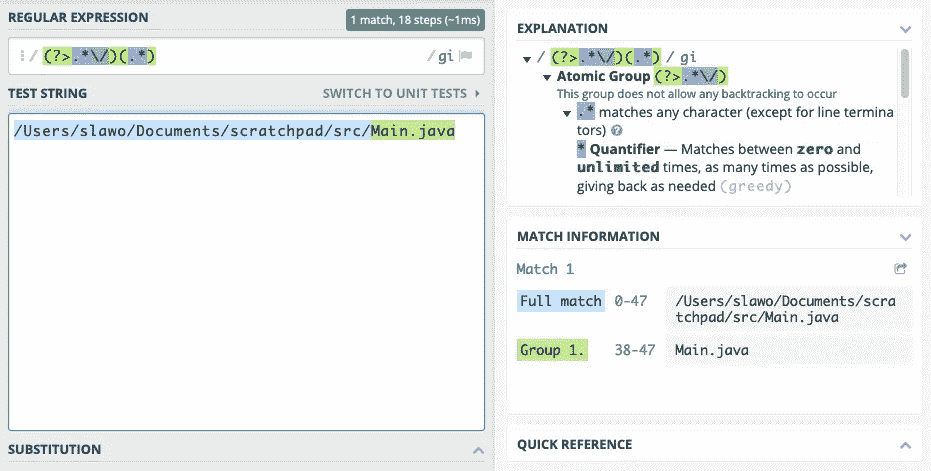 REGULAR EXPRESSION
1 match, 18 steps (~1ms)
/ (?>.*\/)(.*)
/ gi
TEST STRING
SWITCH TO UNIT TESTS
/Users/slawo/Documents/scratchpad/src/Main.java
SUBSTITUTION
EXPLANATION
/ (?>.*\/)(.*) / gi
Atomic Group (?>.*\/)
This group does not allow any backtracking to occur
.* matches any character (except for line termina
tors)
* Quantifier — Matches between zero and
unlimited times, as many times as possible,
giving back as needed (greedy)
MATCH INFORMATION
Match 1
Full match 0-47 /Users/slawo/Documents/scra
tchpad/src/Main.java
Group 1. 38-47 Main.java
QUICK REFERENCE